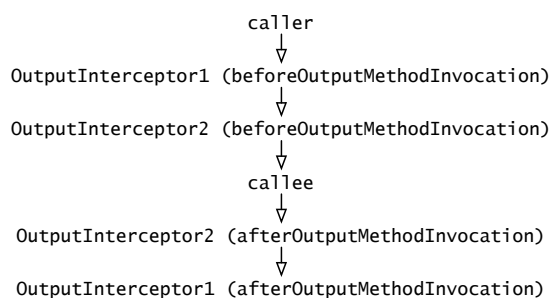 caller
OutputInterceptor1 (beforeOutputMethodInvocation)
OutputInterceptor2 (beforeOutputMethodInvocation)
callee
OutputInterceptor2 (afterOutputMethodInvocation)
OutputInterceptor1 (afterOutputMethodInvocation)